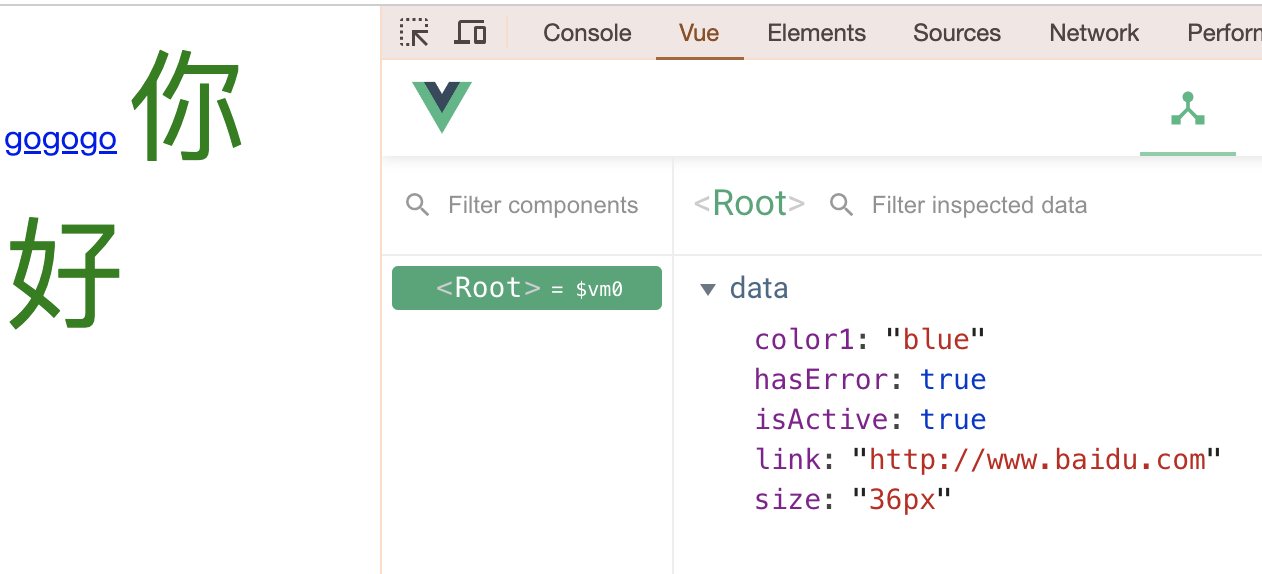 gogogo 你
好
Console Vue Elements Sources Network Perforn
Filter components
<Root> Filter inspected data
<Root> = $vm0
data
color1: "blue"
hasError: true
isActive: true
link: "http://www.baidu.com"
size: "36px"